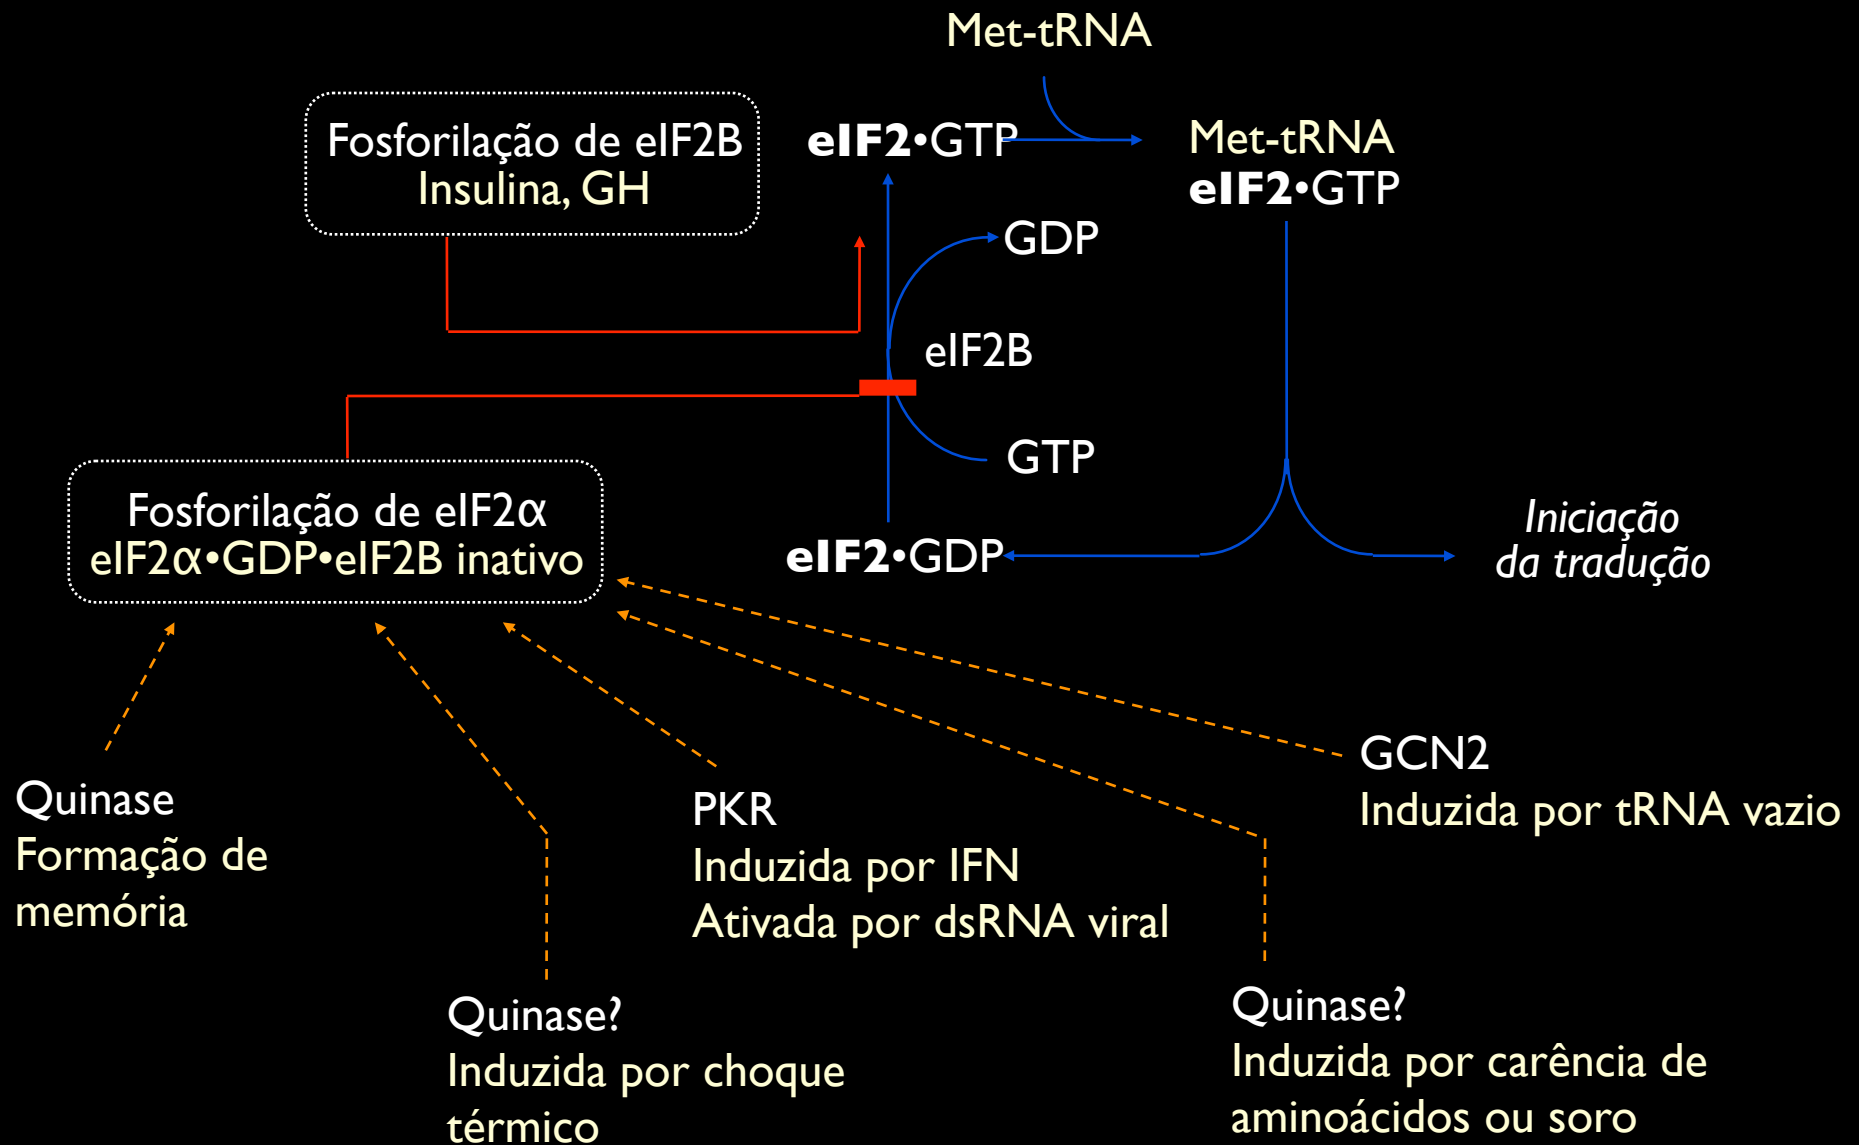 Met-tRNA
Fosforilação de eIF2B
Insulina, GH
eIF2•GTP
Met-tRNA
eIF2•GTP
GDP
eIF2B
GTP
Fosforilação de eIF2α
eIF2α•GDP•eIF2B inativo
eIF2•GDP
Iniciação
da tradução
Quinase
Formação de
memória
Quinase?
Induzida por choque
térmico
PKR
Induzida por IFN
Ativada por dsRNA viral
GCN2
Induzida por tRNA vazio
Quinase?
Induzida por carência de
aminoácidos ou soro